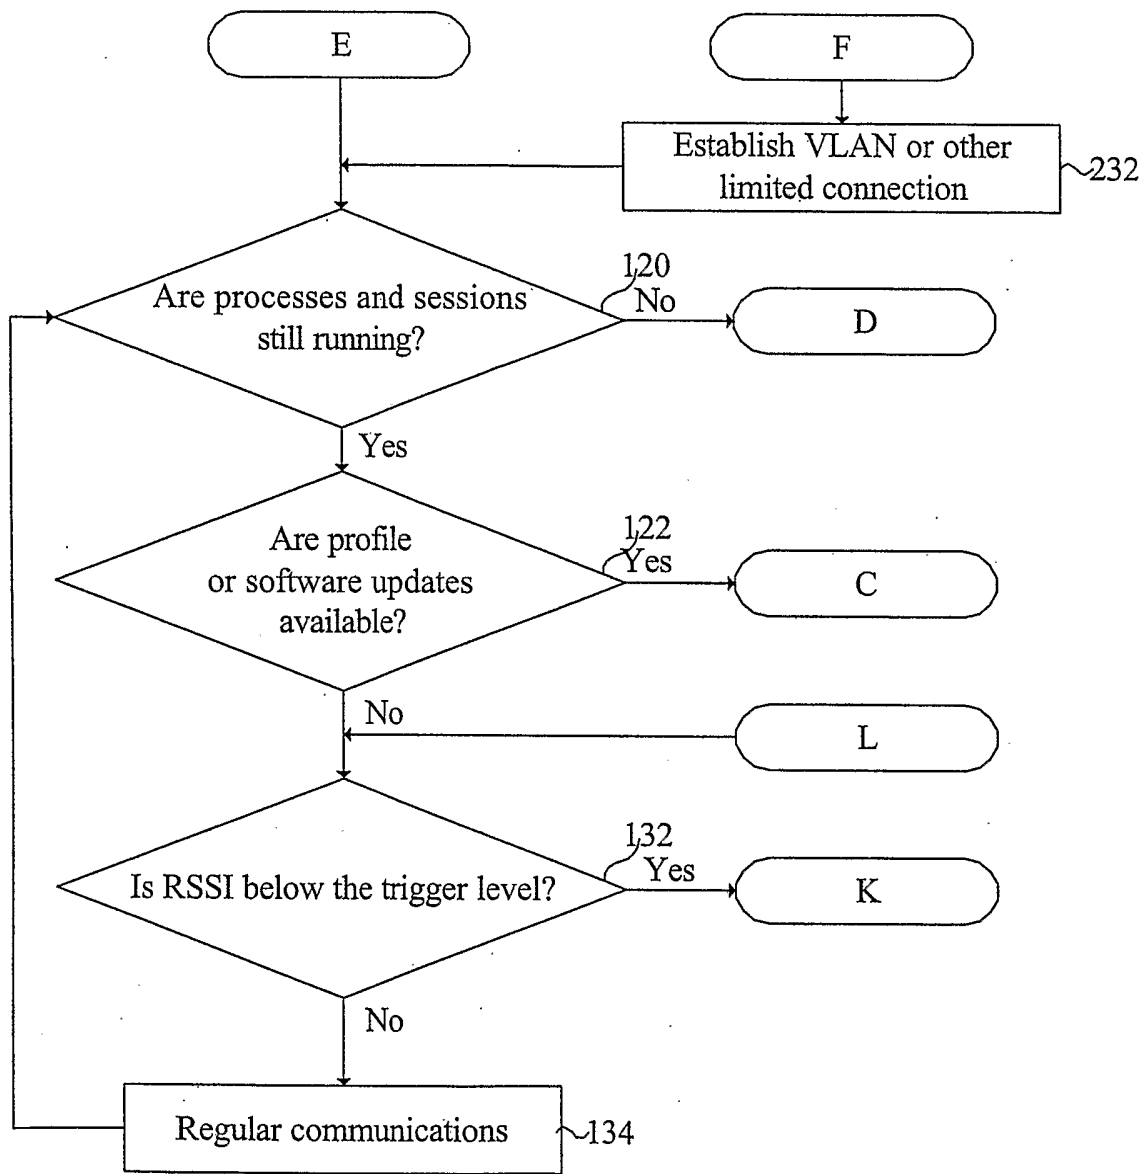 E
F
Establish VLAN or other
limited connection
232
Are processes and sessions
still running?
120
No
D
Yes
Are profile
or software updates
available?
122
Yes
C
No
L
Is RSSI below the trigger level?
132
Yes
K
No
Regular communications
134